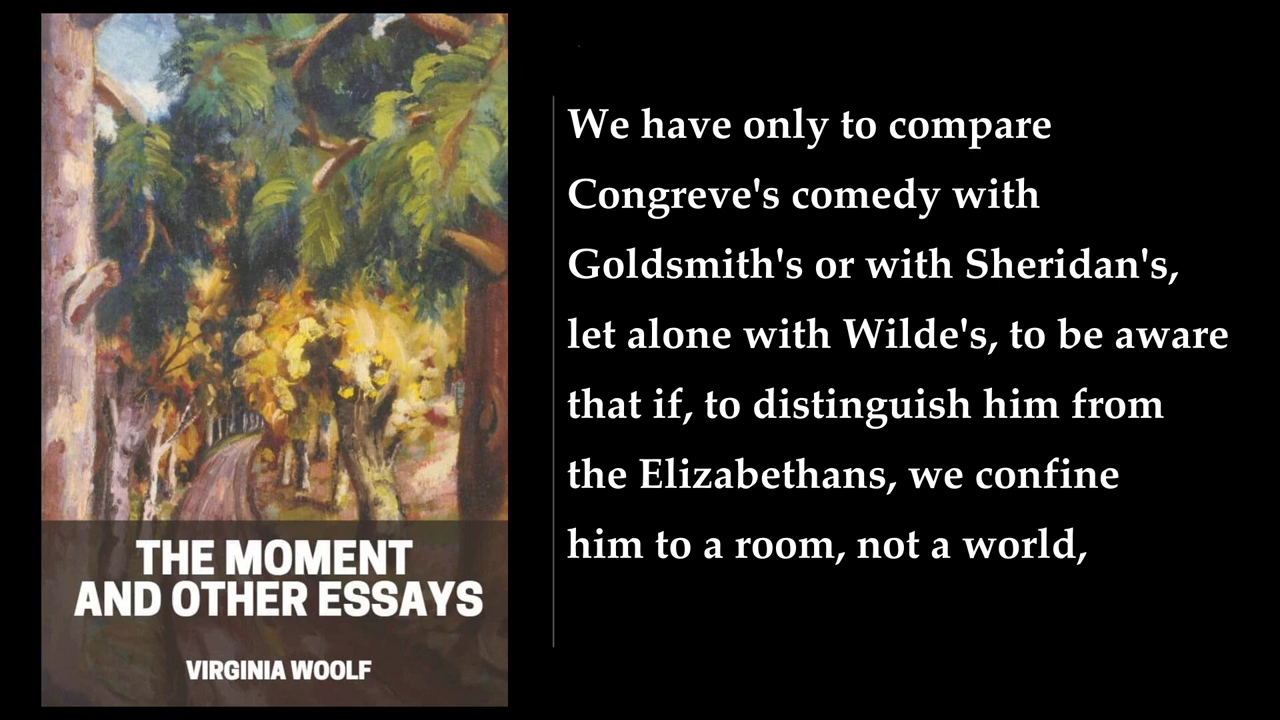 THE MOMENT
AND OTHER ESSAYS
VIRGINIA WOOLF
We have only to compare
Congreve's comedy with
Goldsmith's or with Sheridan's,
let alone with Wilde's, to be aware
that if, to distinguish him from
the Elizabethans, we confine
him to a room, not a world,